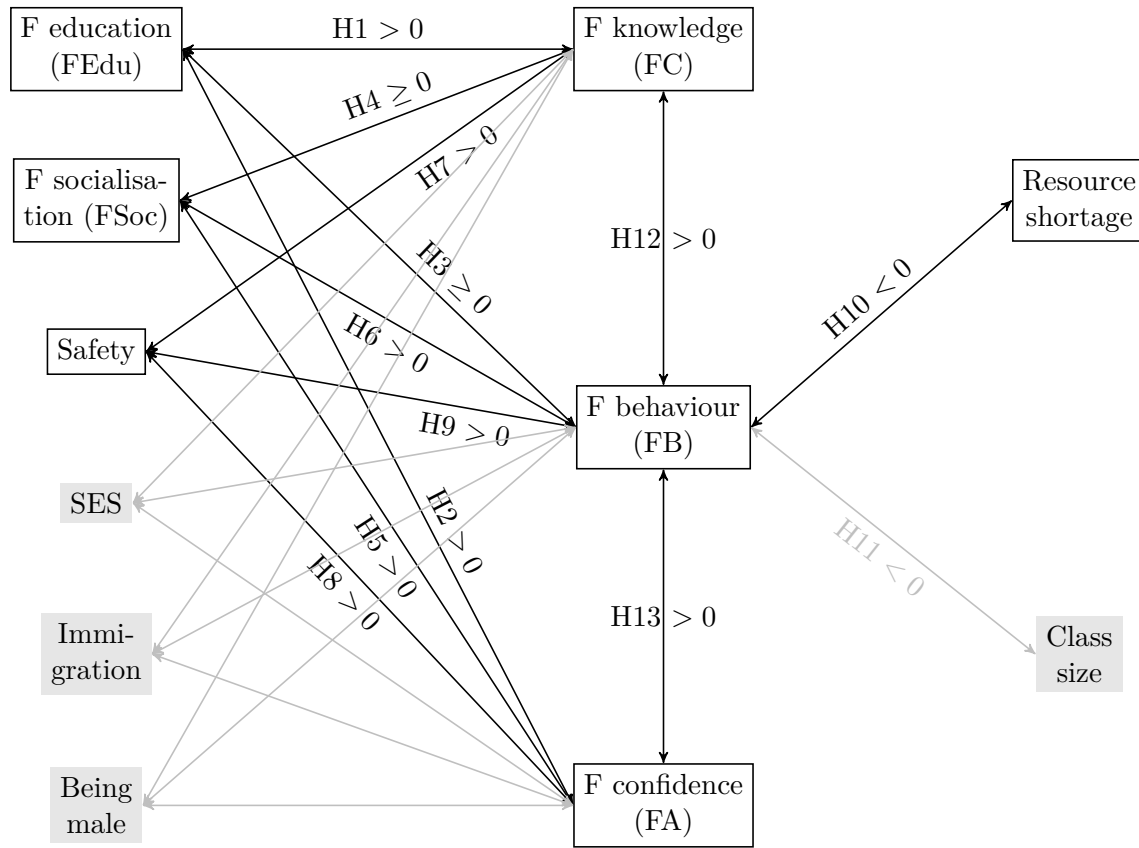 F education
(FEdu)
H1 > 0
F knowledge
(FC)
H4 ≥ 0
H7 > 0
F socialisa-
tion (FSoc)
Resource
shortage
H12 > 0
H3 ≥ 0
H10 < 0
H6 > 0
Safety
F behaviour
(FB)
H9 > 0
SES
H2 > 0
H5 > 0
H8 > 0
H11 < 0
H13 > 0
Immi-
gration
Class
size
Being
male
F confidence
(FA)